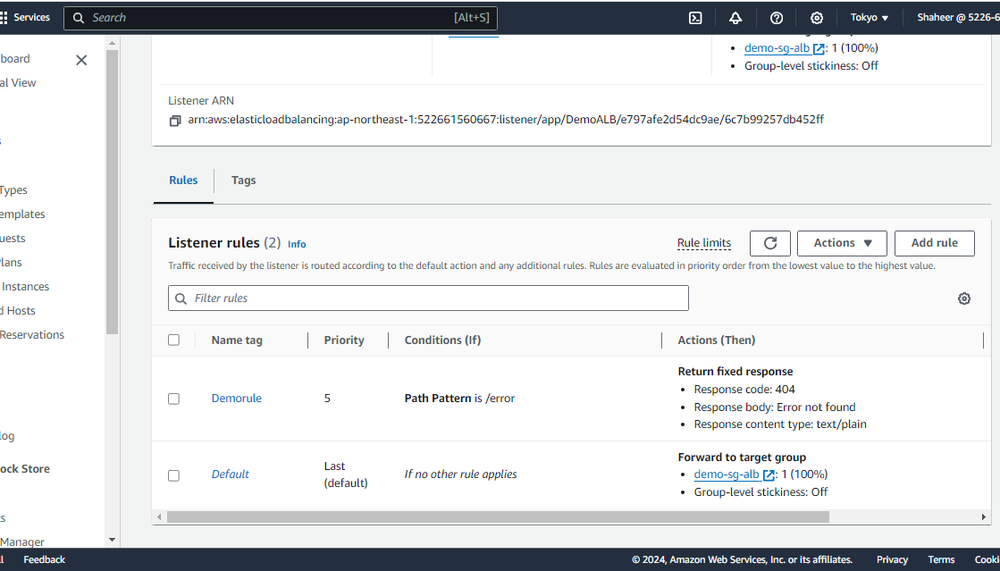 Services
Search
[Alt+S]
Tokyo
Shaheer @ 5226-6
board
al View
s
Types
emplates
uests
Plans
Instances
d Hosts
Reservations
log
ock Store
ts
Manager
demo-sg-alb : 1 (100%)
Group-level stickiness: Off
Listener ARN
arn:aws:elasticloadbalancing:ap-northeast-1:522661560667:listener/app/DemoALB/e797afe2d54dc9ae/6c7b99257db452ff
Rules
Tags
Listener rules (2) Info
Rule limits
Actions
Add rule
Traffic received by the listener is routed according to the default action and any additional rules. Rules are evaluated in priority order from the lowest value to the highest value.
Filter rules
Name tag
Priority
Conditions (If)
Actions (Then)
Demorule
5
Path Pattern is /error
Return fixed response
Response code: 404
Response body: Error not found
Response content type: text/plain
Default
Last
(default)
If no other rule applies
Forward to target group
demo-sg-alb : 1 (100%)
Group-level stickiness: Off
ll
Feedback
© 2024, Amazon Web Services, Inc. or its affiliates.
Privacy
Terms
Cooki